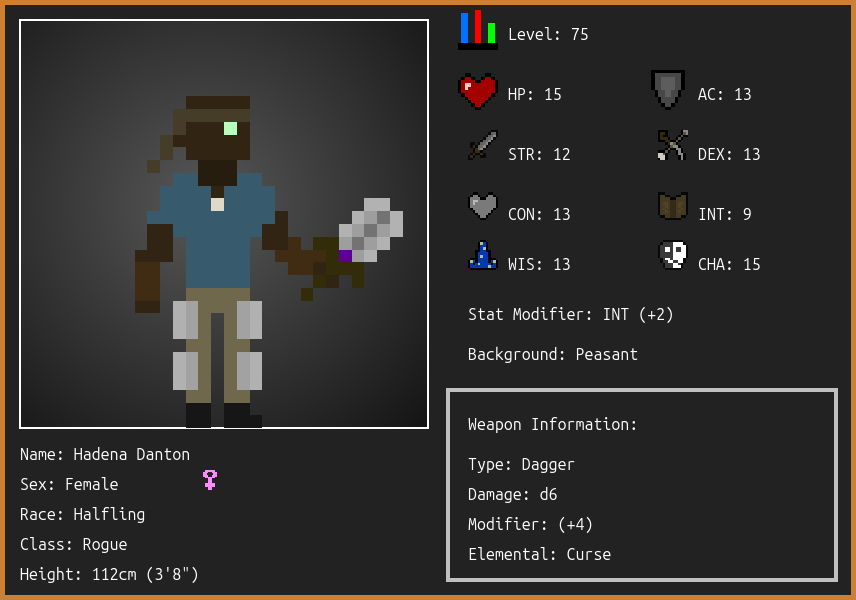 Level: 75
HP: 15
AC: 13
STR: 12
DEX: 13
CON: 13
INT: 9
WIS: 13
CHA: 15
Stat Modifier: INT (+2)
Background: Peasant
Weapon Information:
Type: Dagger
Damage: d6
Modifier: (+4)
Elemental: Curse
Name: Hadena Danton
Sex: Female
Race: Halfling
Class: Rogue
Height: 112cm (3'8")